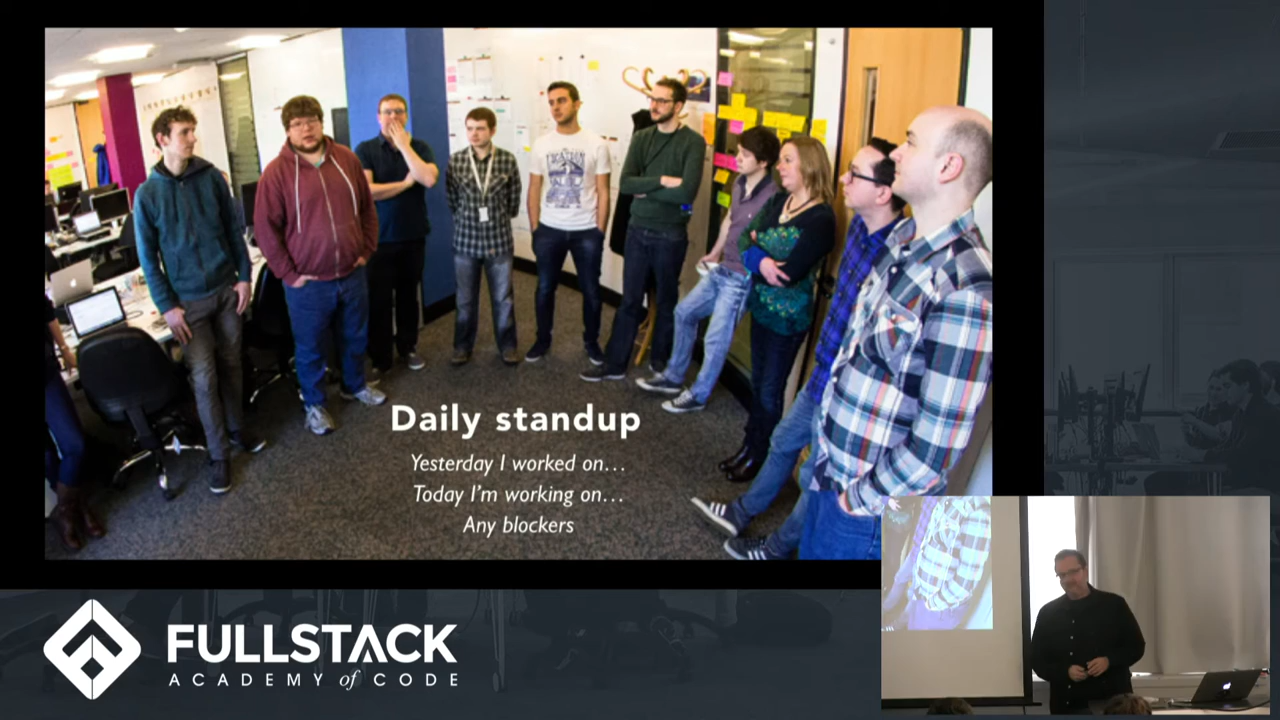 Daily standup
Yesterday I worked on…
Today I'm working on…
Any blockers
FULLSTACK
ACADEMY of CODE